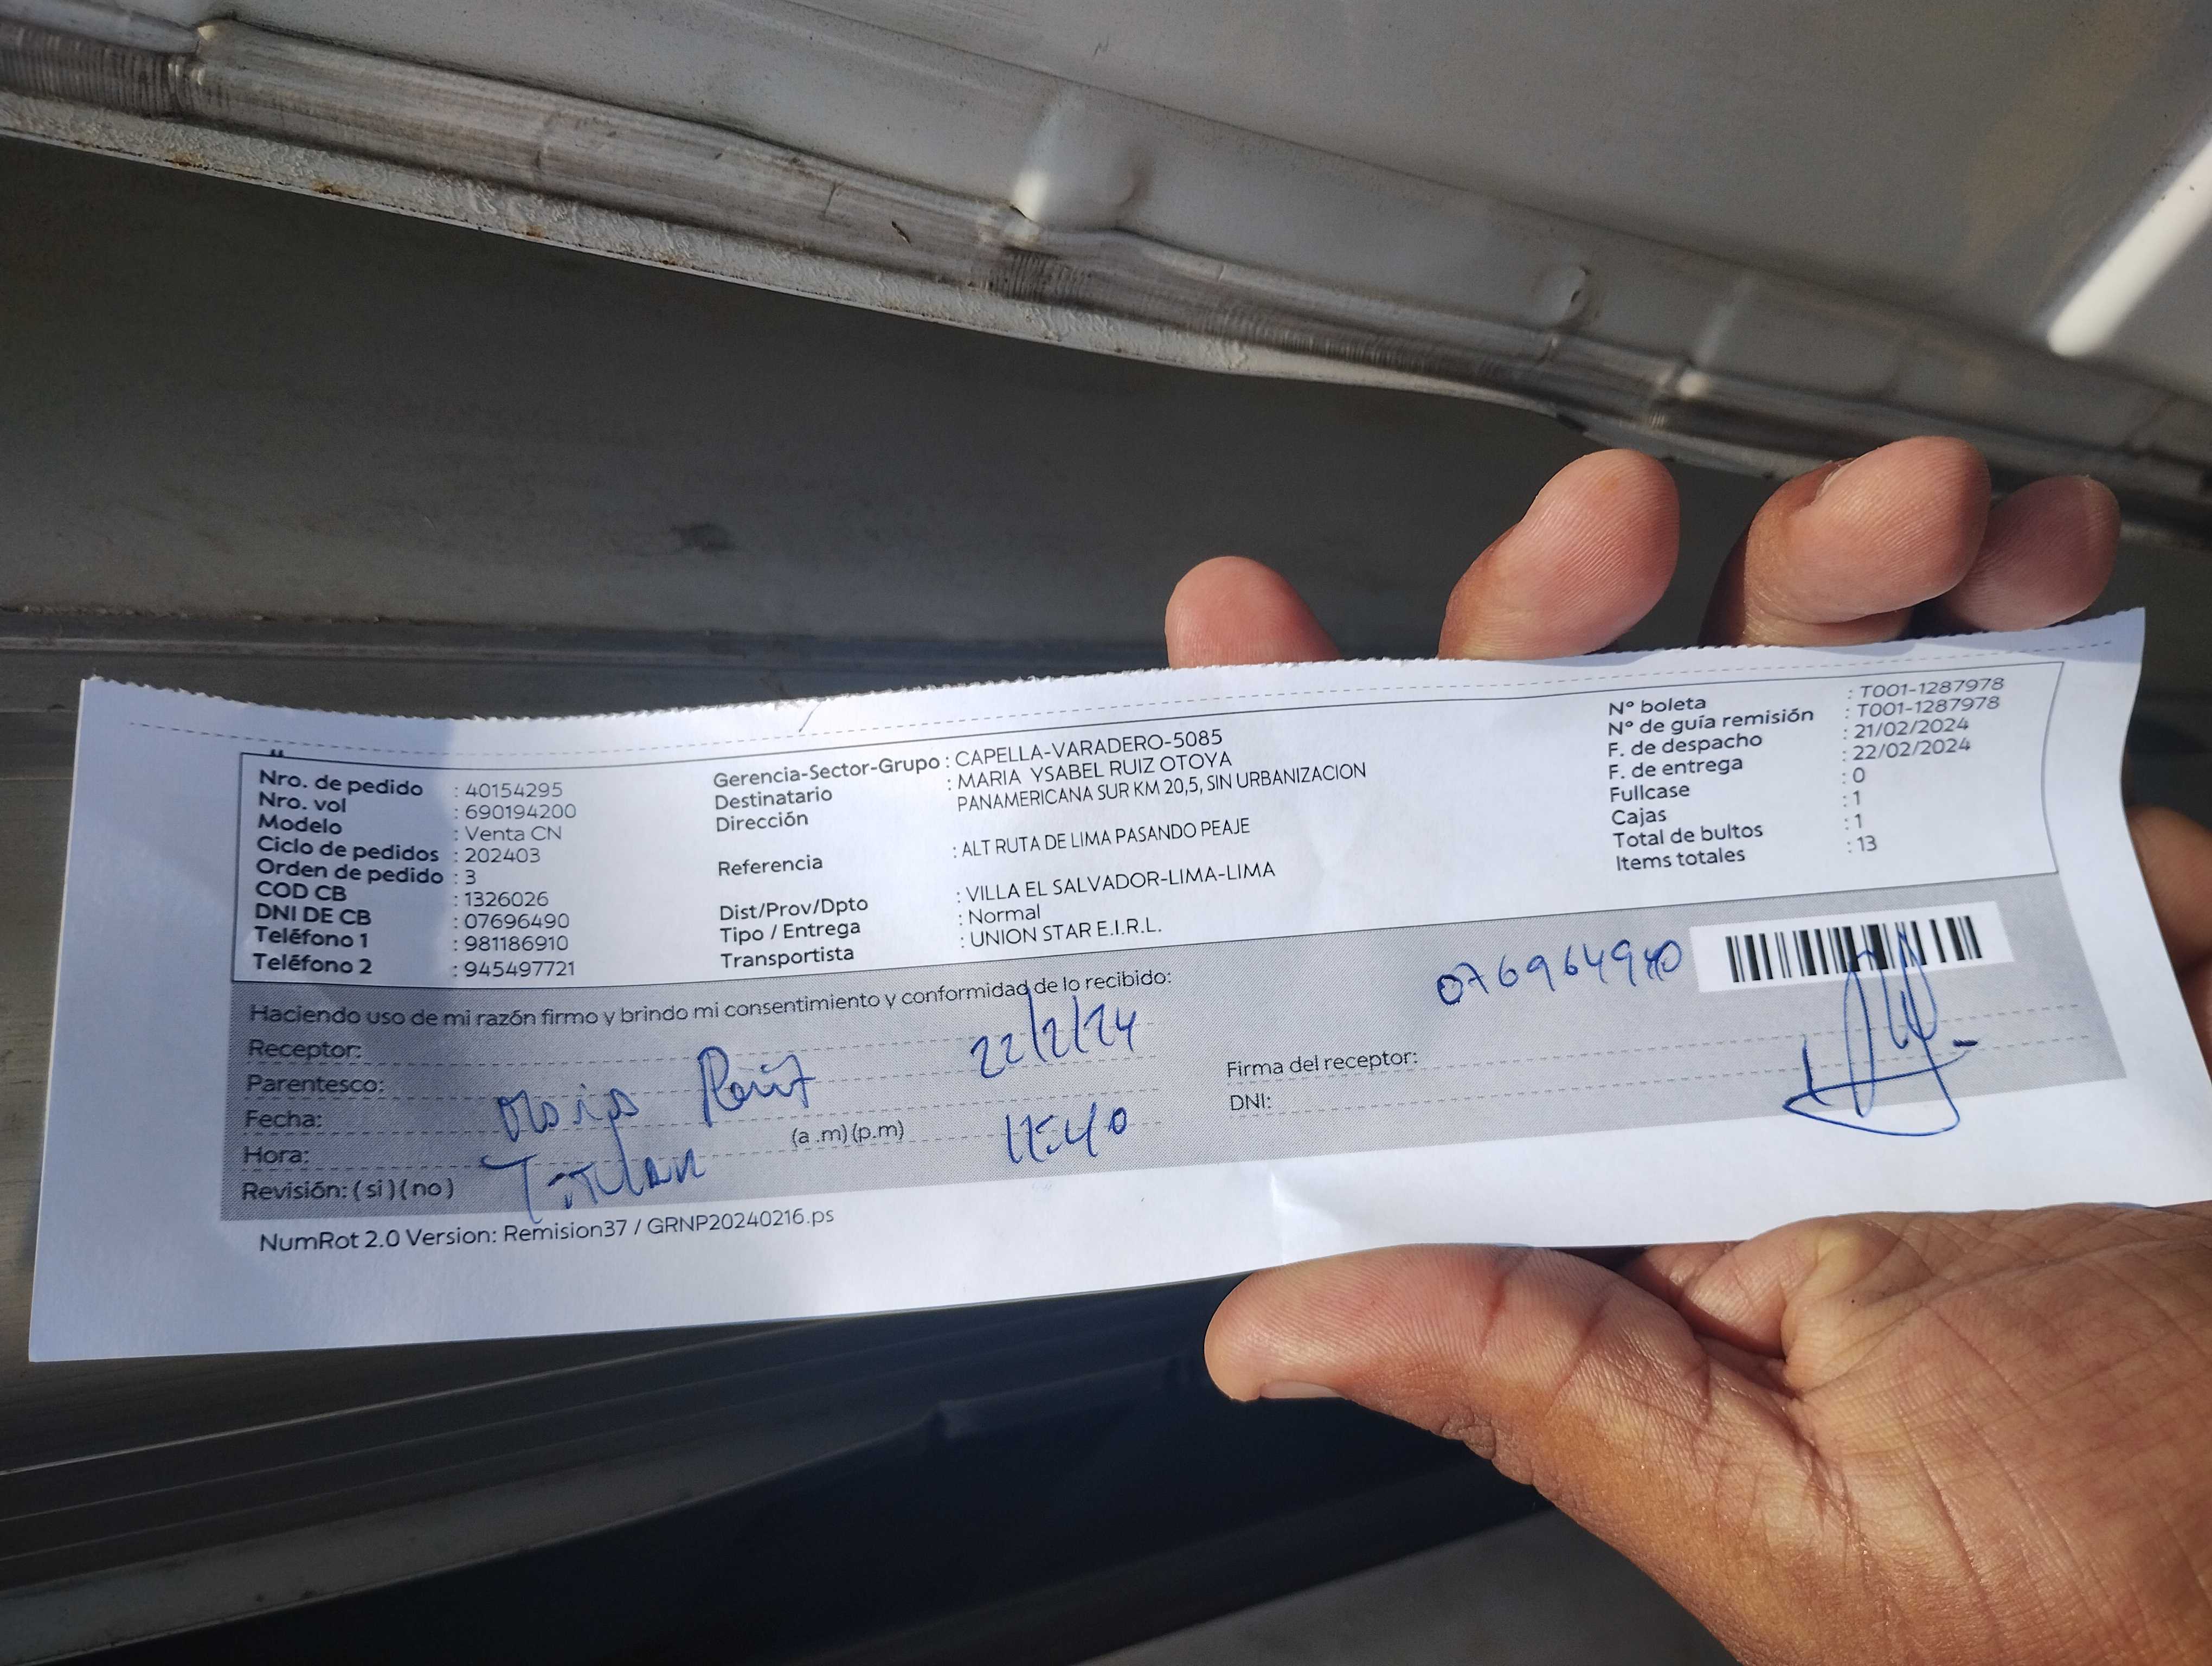 Nro. de pedido : 40154295
Nro. vol : 690194200
Modelo : Venta CN
Ciclo de pedidos : 202403
Orden de pedido : 3
COD CB : 1326026
DNI DE CB : 07696490
Teléfono 1 : 981186910
Teléfono 2 : 945497721
Gerencia-Sector-Grupo : CAPELLA-VARADERO-5085
Destinatario : MARIA YSABEL RUIZ OTOYA
Dirección PANAMERICANA SUR KM 20,5, SIN URBANIZACION
Referencia : ALT RUTA DE LIMA PASANDO PEAJE
Dist/Prov/Dpto : VILLA EL SALVADOR-LIMA-LIMA
Tipo / Entrega : Normal
Transportista : UNION STAR E.I.R.L.
N° boleta : T001-1287978
N° de guía remisión : T001-1287978
F. de despacho : 21/02/2024
F. de entrega : 22/02/2024
Fullcase : 0
Cajas : 1
Total de bultos : 1
Items totales : 13
Haciendo uso de mi razón firmo y brindo mi consentimiento y conformidad de lo recibido:
Receptor:
Parentesco:
Fecha: 22/2/24
Hora: (a .m) (p.m) 11:40
Revisión: ( si ) ( no )
Firma del receptor:
DNI:
NumRot 2.0 Version: Remision37 / GRNP20240216.ps